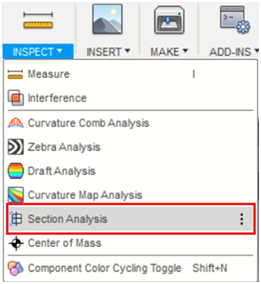 INSPECT ▾ INSERT ▾ MAKE ▾ ADD-INS ▾
Measure I
Interference
Curvature Comb Analysis
Zebra Analysis
Draft Analysis
Curvature Map Analysis
Section Analysis
Center of Mass
Component Color Cycling Toggle Shift+N